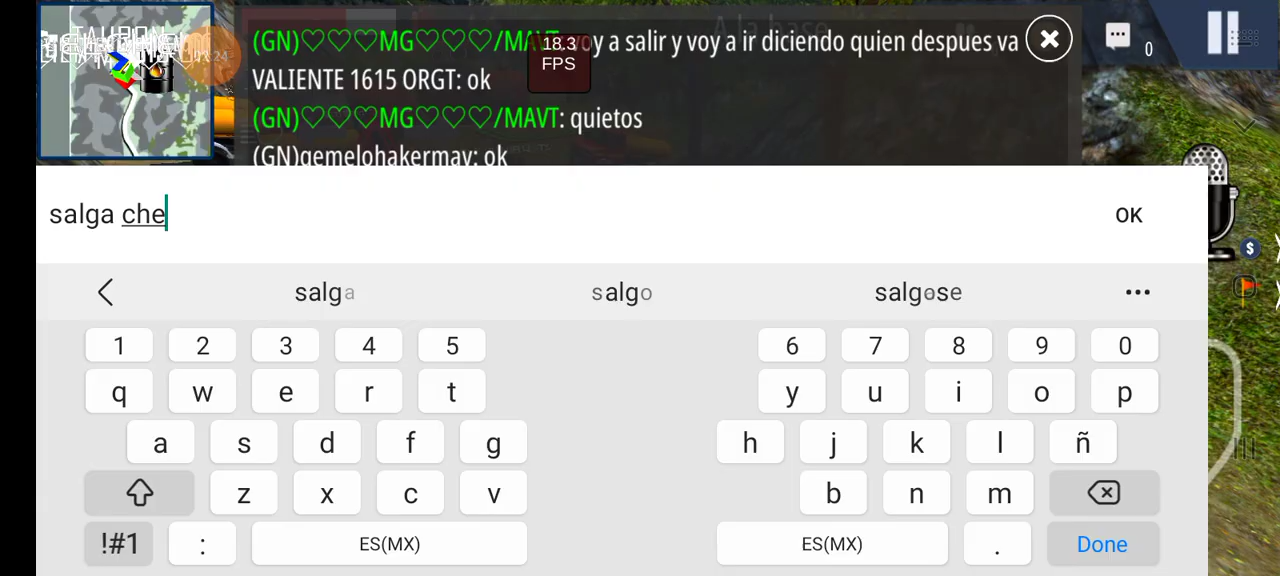 A la base
(GN)♡♡♡MG♡♡♡/MAVT: voy a salir y voy a ir diciendo quien despues va
18.3
FPS
0
VALIENTE 1615 ORGT: ok
(GN)♡♡♡MG♡♡♡/MAVT: quietos
(GN)gemelohakermay: ok
salga che
OK
salga salgo salgase
1 2 3 4 5 6 7 8 9 0
q w e r t y u i o p
a s d f g h j k l ñ
z x c v b n m
!#1 : ES(MX) ES(MX) . Done
$